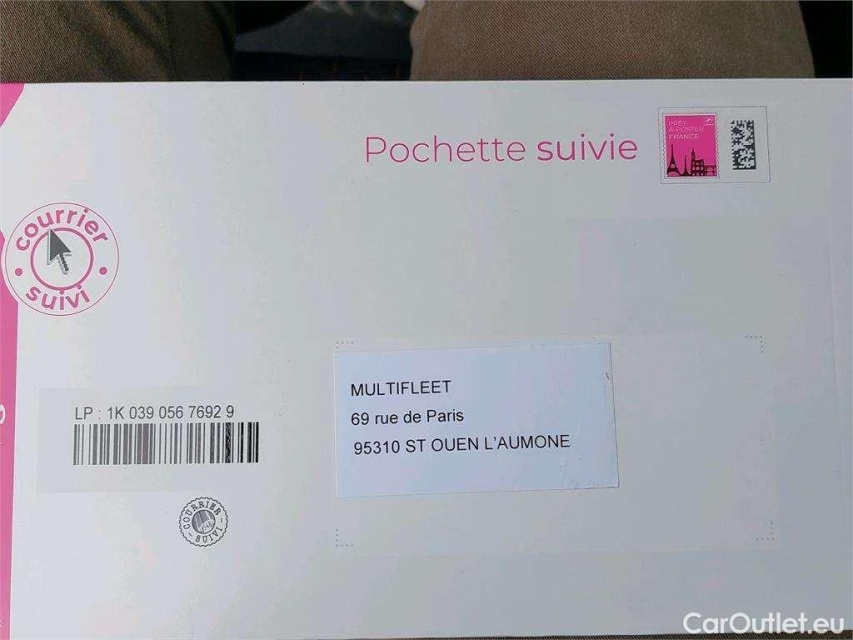 Pochette suivie
PRÊT-
À-POSTER
FRANCE
courrier
suivi
MULTIFLEET
69 rue de Paris
95310 ST OUEN L'AUMONE
LP : 1K 039 056 7692 9
COURRIER
SUIVI
CarOutlet.eu